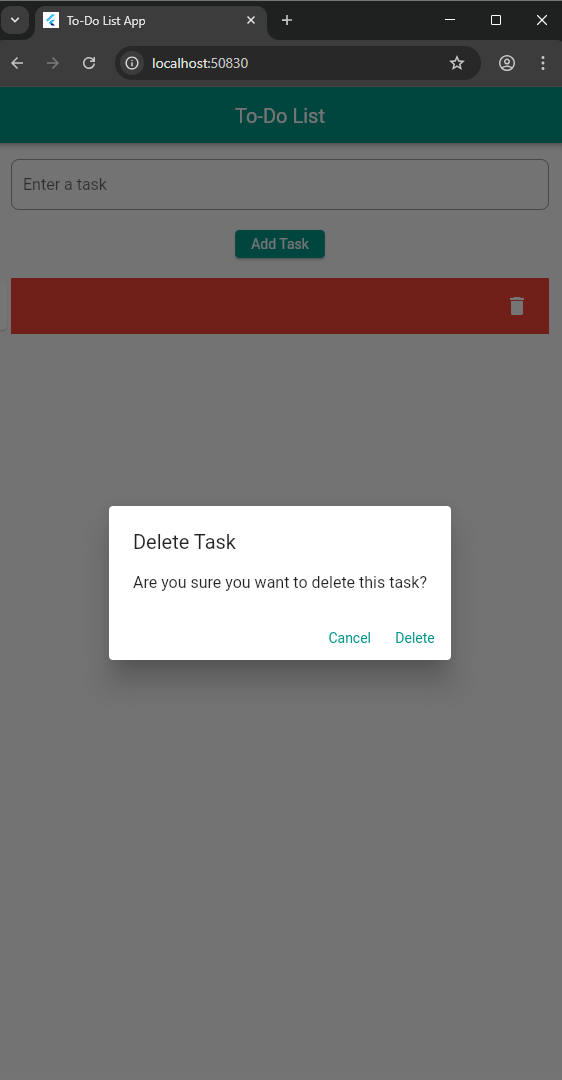 To-Do List App
localhost:50830
To-Do List
Enter a task
Add Task
Delete Task
Are you sure you want to delete this task?
Cancel Delete